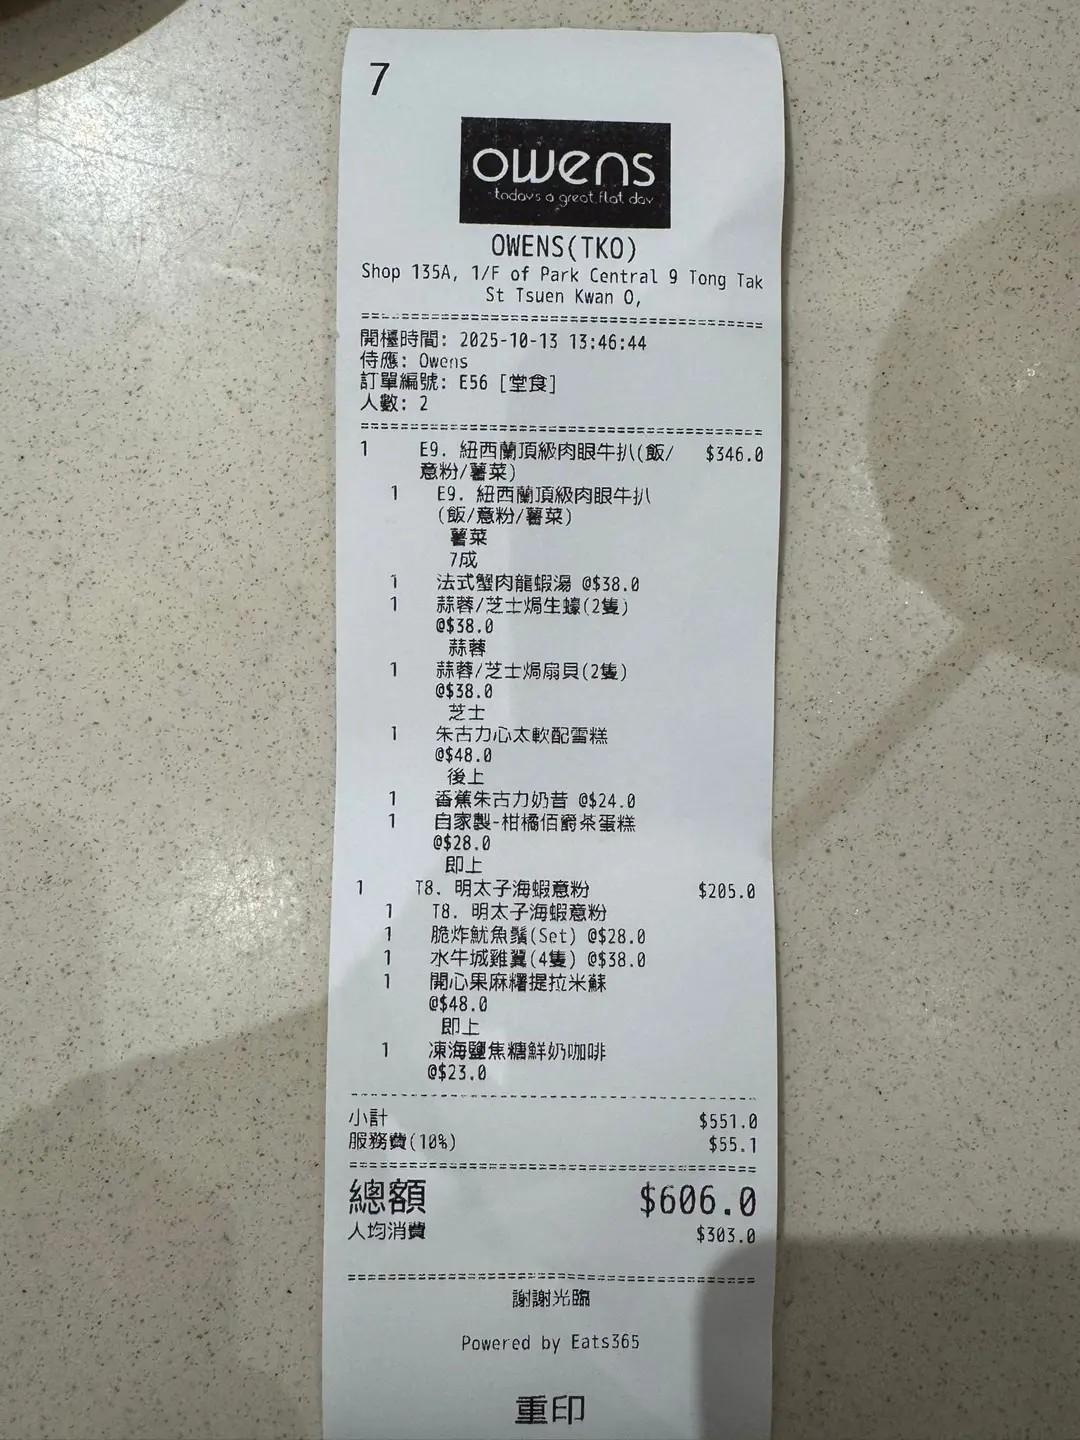 7
owens
today's a great flat day
OWENS(TKO)
Shop 135A, 1/F of Park Central 9 Tong Tak
St Tsuen Kwan O,
開檯時間: 2025-10-13 13:46:44
侍應: Owens
訂單編號: E56 [堂食]
人數: 2
1 E9. 紐西蘭頂級肉眼牛扒(飯/ $346.0
意粉/薯菜)
1 E9. 紐西蘭頂級肉眼牛扒
(飯/意粉/薯菜)
薯菜
7成
1 法式蟹肉龍蝦湯 @$38.0
1 蒜蓉/芝士焗生蠔(2隻)
@$38.0
蒜蓉
1 蒜蓉/芝士焗扇貝(2隻)
@$38.0
芝士
1 朱古力心太軟配雪糕
@$48.0
後上
1 香蕉朱古力奶昔 @$24.0
1 自家製-柑橘佰爵茶蛋糕
@$28.0
即上
1 T8. 明太子海蝦意粉 $205.0
1 T8. 明太子海蝦意粉
1 脆炸魷魚鬚(Set) @$28.0
1 水牛城雞翼(4隻) @$38.0
1 開心果麻糬提拉米蘇
@$48.0
即上
1 凍海鹽焦糖鮮奶咖啡
@$23.0
小計 $551.0
服務費(10%) $55.1
總額 $606.0
人均消費 $303.0
謝謝光臨
Powered by Eats365
重印